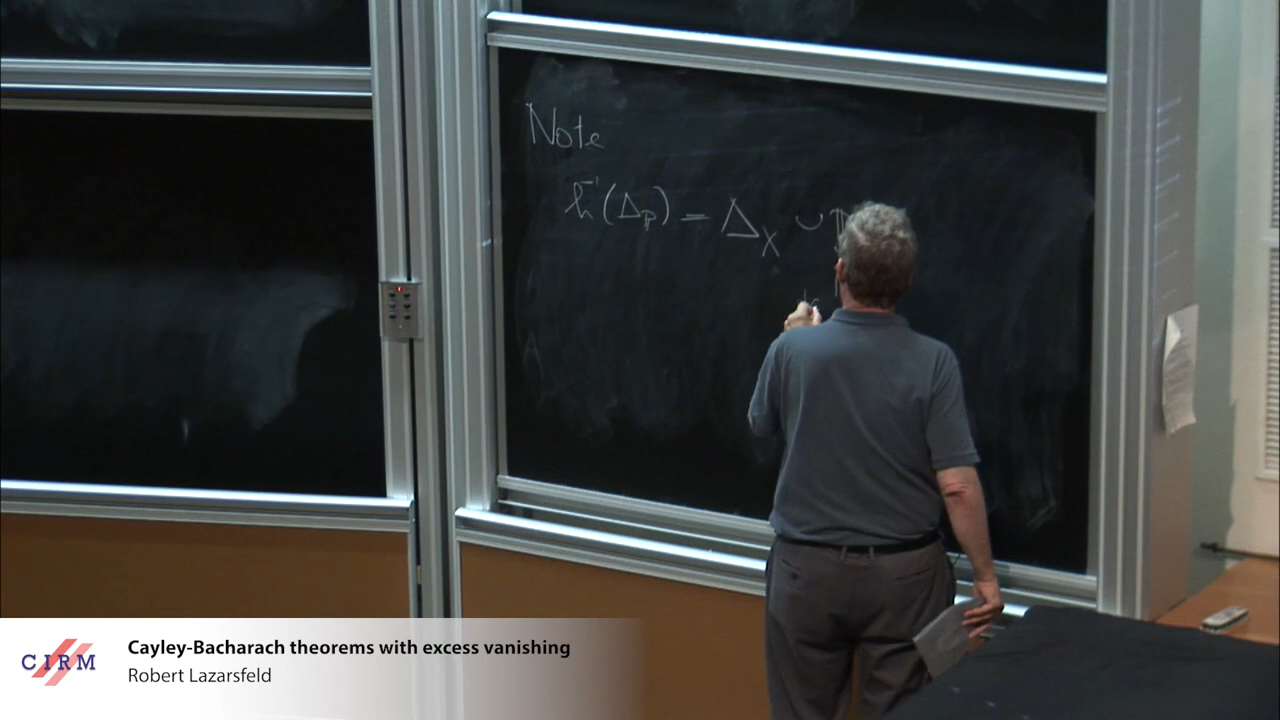 Note
h⁻¹(Δ_P) = Δ_X ∪
CIRM
Cayley-Bacharach theorems with excess vanishing
Robert Lazarsfeld